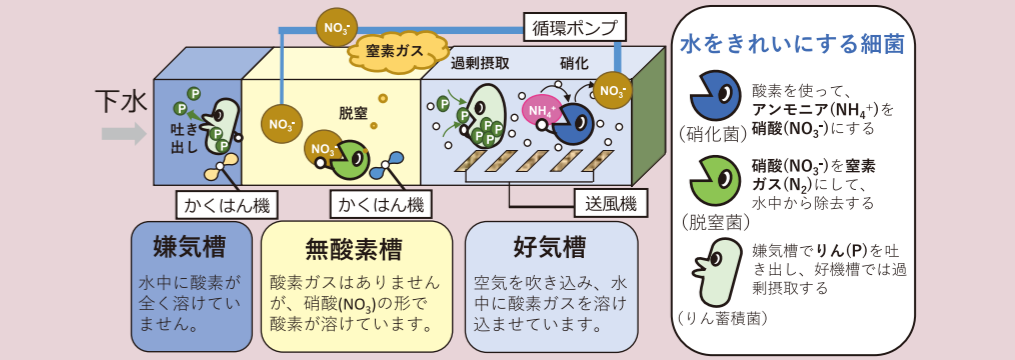 循環ポンプ
NO₃⁻
窒素ガス
下水
P
P
吐き
出し
P
P
NO₃⁻
脱窒
NO₃⁻
過剰摂取
硝化
P
P
P
P
P
P
P
NH₄⁺
NO₃⁻
かくはん機
かくはん機
送風機
嫌気槽
水中に酸素が
全く溶けてい
ません。
無酸素槽
酸素ガスはありません
が、硝酸(NO₃)の形で
酸素が溶けています。
好気槽
空気を吹き込み、水
中に酸素ガスを溶け
込ませています。
水をきれいにする細菌
酸素を使って、
アンモニア(NH₄⁺)を
硝酸(NO₃⁻)にする
(硝化菌)
硝酸(NO₃⁻)を窒素
ガス(N₂)にして、
水中から除去する
(脱窒菌)
嫌気槽でりん(P)を吐
き出し、好機槽では過
剰摂取する
(りん蓄積菌)